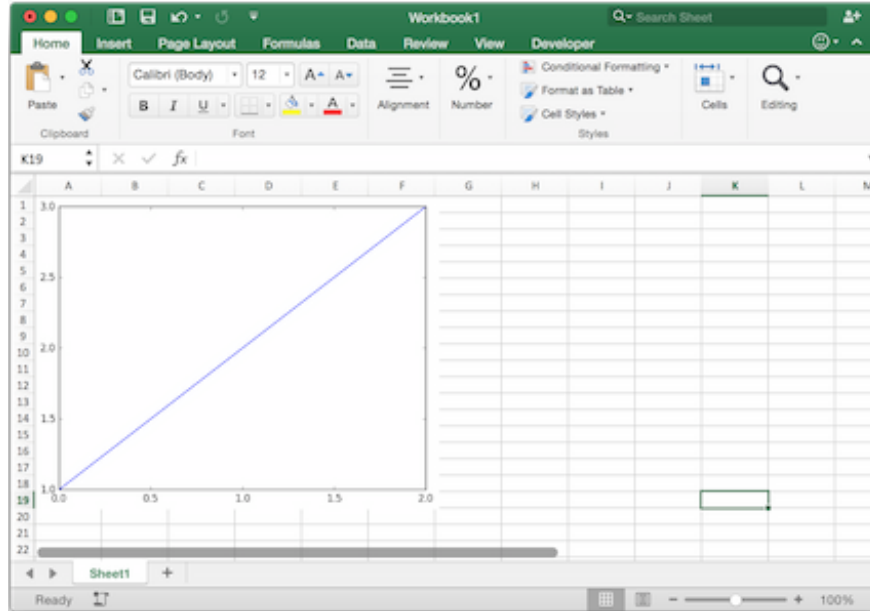 Workbook1
Search Sheet
Home Insert Page Layout Formulas Data Review View Developer
Paste
Clipboard
Calibri (Body) 12 A A
B I U A
Font
Alignment
%
Number
Conditional Formatting
Format as Table
Cell Styles
Styles
Cells
Editing
K19 fx
A B C D E F G H I J K L M
1 3.0
2
3
4
5 2.5
6
7
8
9
10 2.0
11
12
13
14 1.5
15
16
17
18 1.0
19 0.0 0.5 1.0 1.5 2.0
20
21
22
Sheet1 +
Ready - + 100%